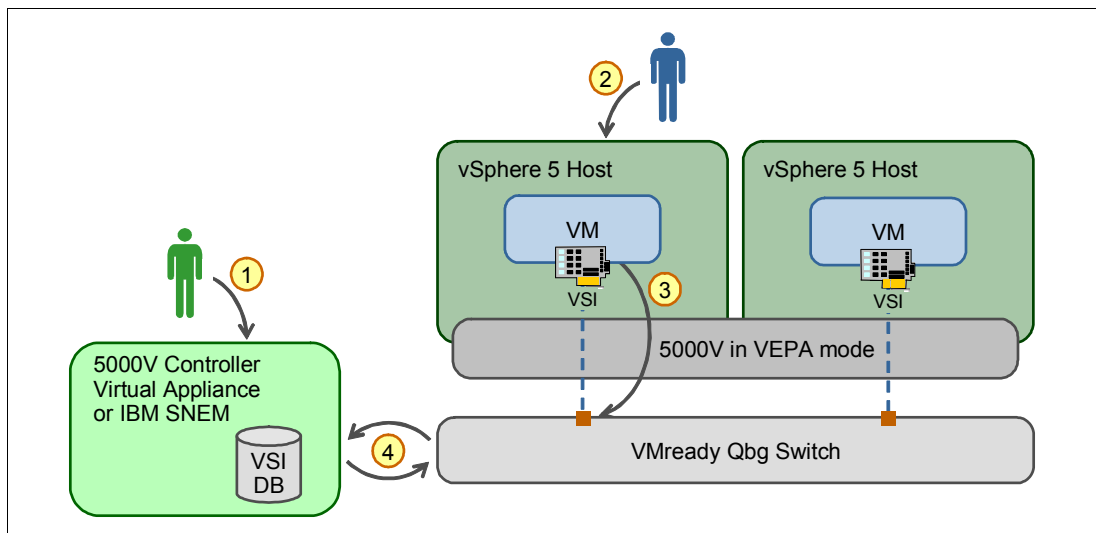 2
vSphere 5 Host
vSphere 5 Host
VM
VM
1
3
VSI
VSI
5000V in VEPA mode
5000V Controller
Virtual Appliance
or IBM SNEM
VSI
DB
4
VMready Qbg Switch